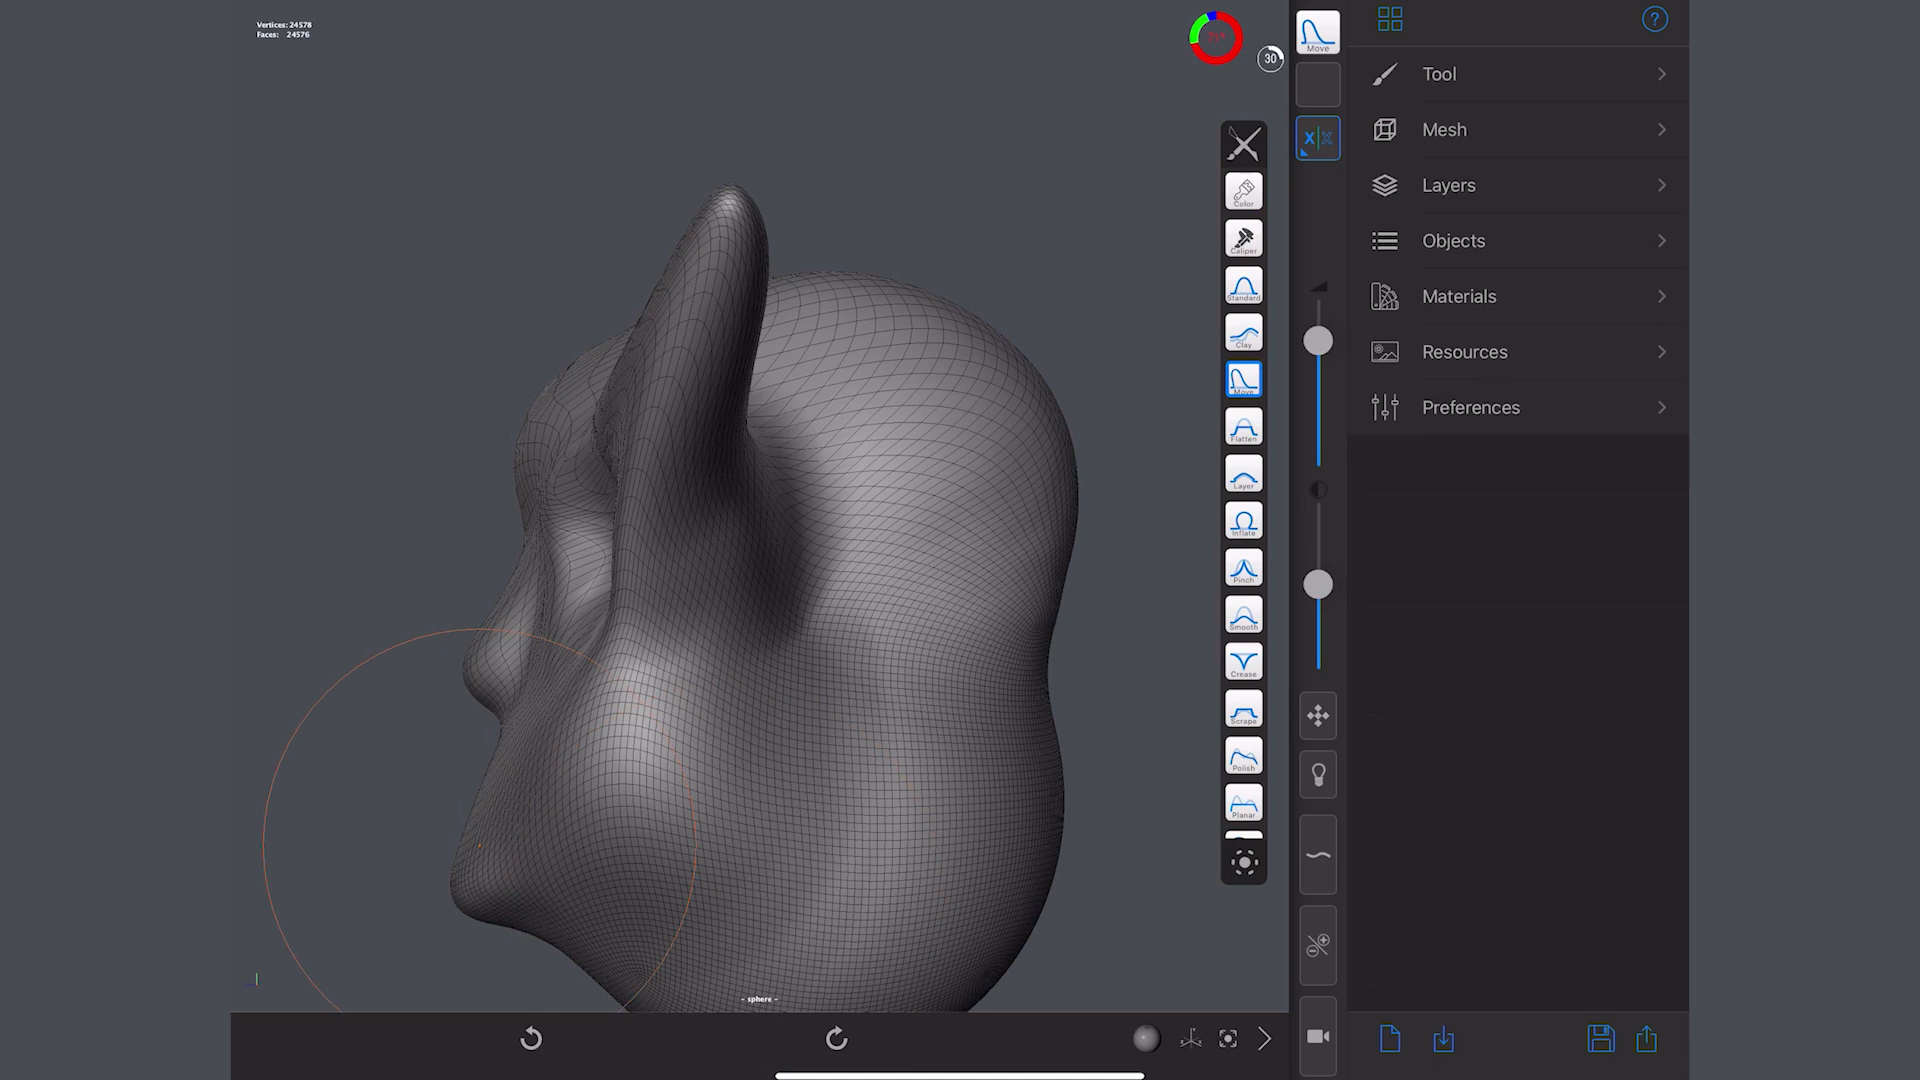 Vertices: 24578
Faces: 24576
30
Move
X|X
Color
Caliper
Standard
Clay
Move
Flatten
Layer
Inflate
Pinch
Smooth
Crease
Scrape
Polish
Planar
?
Tool
Mesh
Layers
Objects
Materials
Resources
Preferences
- sphere -